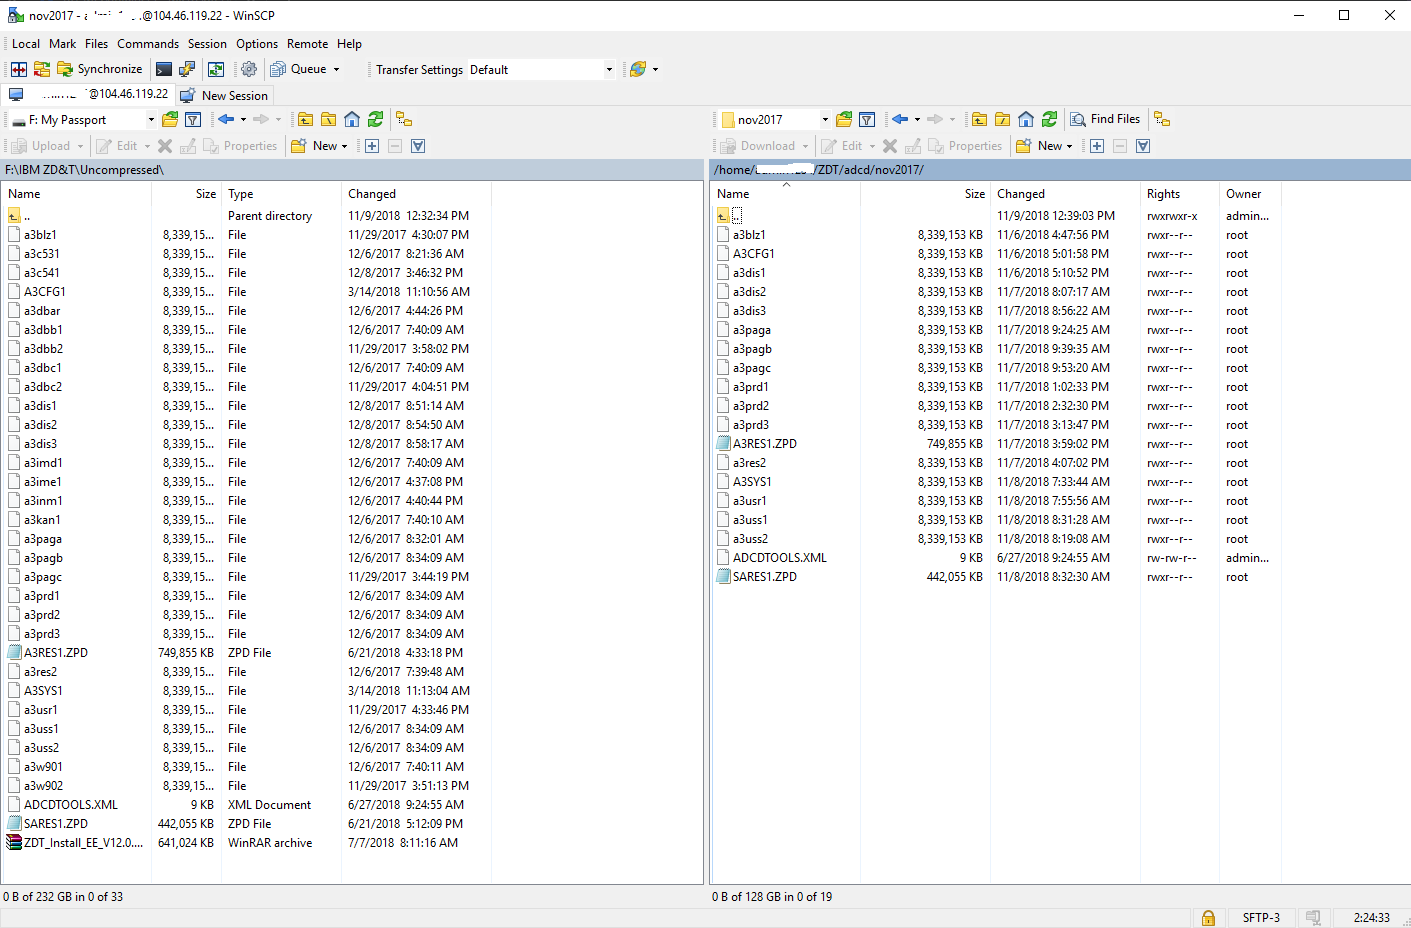 nov2017 - @104.46.119.22 - WinSCP
Local Mark Files Commands Session Options Remote Help
Synchronize Queue Transfer Settings Default
@104.46.119.22 New Session
F: My Passport nov2017 Find Files
Upload Edit Properties New Download Edit Properties New
F:\IBM ZD&T\Uncompressed\ /home/ /ZDT/adcd/nov2017/
Name Size Type Changed Name Size Changed Rights Owner
.. Parent directory 11/9/2018 12:32:34 PM .. 11/9/2018 12:39:03 PM rwxrwxr-x admin...
a3blz1 8,339,15... File 11/29/2017 4:30:07 PM a3blz1 8,339,153 KB 11/6/2018 4:47:56 PM rwxr--r-- root
a3c531 8,339,15... File 12/6/2017 8:21:36 AM A3CFG1 8,339,153 KB 11/6/2018 5:01:58 PM rwxr--r-- root
a3c541 8,339,15... File 12/8/2017 3:46:32 PM a3dis1 8,339,153 KB 11/6/2018 5:10:52 PM rwxr--r-- root
A3CFG1 8,339,15... File 3/14/2018 11:10:56 AM a3dis2 8,339,153 KB 11/7/2018 8:07:17 AM rwxr--r-- root
a3dbar 8,339,15... File 12/6/2017 4:44:26 PM a3dis3 8,339,153 KB 11/7/2018 8:56:22 AM rwxr--r-- root
a3dbb1 8,339,15... File 12/6/2017 7:40:09 AM a3paga 8,339,153 KB 11/7/2018 9:24:25 AM rwxr--r-- root
a3dbb2 8,339,15... File 11/29/2017 3:58:02 PM a3pagb 8,339,153 KB 11/7/2018 9:39:35 AM rwxr--r-- root
a3dbc1 8,339,15... File 12/6/2017 7:40:09 AM a3pagc 8,339,153 KB 11/7/2018 9:53:20 AM rwxr--r-- root
a3dbc2 8,339,15... File 11/29/2017 4:04:51 PM a3prd1 8,339,153 KB 11/7/2018 1:02:33 PM rwxr--r-- root
a3dis1 8,339,15... File 12/8/2017 8:51:14 AM a3prd2 8,339,153 KB 11/7/2018 2:32:30 PM rwxr--r-- root
a3dis2 8,339,15... File 12/8/2017 8:54:50 AM a3prd3 8,339,153 KB 11/7/2018 3:13:47 PM rwxr--r-- root
a3dis3 8,339,15... File 12/8/2017 8:58:17 AM A3RES1.ZPD 749,855 KB 11/7/2018 3:59:02 PM rwxr--r-- root
a3imd1 8,339,15... File 12/6/2017 7:40:09 AM a3res2 8,339,153 KB 11/7/2018 4:07:02 PM rwxr--r-- root
a3ime1 8,339,15... File 12/6/2017 4:37:08 PM A3SYS1 8,339,153 KB 11/8/2018 7:33:44 AM rwxr--r-- root
a3inm1 8,339,15... File 12/6/2017 4:40:44 PM a3usr1 8,339,153 KB 11/8/2018 7:55:56 AM rwxr--r-- root
a3kan1 8,339,15... File 12/6/2017 7:40:10 AM a3uss1 8,339,153 KB 11/8/2018 8:31:28 AM rwxr--r-- root
a3paga 8,339,15... File 12/6/2017 8:32:01 AM a3uss2 8,339,153 KB 11/8/2018 8:19:08 AM rwxr--r-- root
a3pagb 8,339,15... File 12/6/2017 8:34:09 AM ADCDTOOLS.XML 9 KB 6/27/2018 9:24:55 AM rw-rw-r-- admin...
a3pagc 8,339,15... File 11/29/2017 3:44:19 PM SARES1.ZPD 442,055 KB 11/8/2018 8:32:30 AM rwxr--r-- root
a3prd1 8,339,15... File 12/6/2017 8:34:09 AM
a3prd2 8,339,15... File 12/6/2017 8:34:09 AM
a3prd3 8,339,15... File 12/6/2017 8:34:09 AM
A3RES1.ZPD 749,855 KB ZPD File 6/21/2018 4:33:18 PM
a3res2 8,339,15... File 12/6/2017 7:39:48 AM
A3SYS1 8,339,15... File 3/14/2018 11:13:04 AM
a3usr1 8,339,15... File 11/29/2017 4:33:46 PM
a3uss1 8,339,15... File 12/6/2017 8:34:09 AM
a3uss2 8,339,15... File 12/6/2017 8:34:09 AM
a3w901 8,339,15... File 12/6/2017 7:40:11 AM
a3w902 8,339,15... File 11/29/2017 3:51:13 PM
ADCDTOOLS.XML 9 KB XML Document 6/27/2018 9:24:55 AM
SARES1.ZPD 442,055 KB ZPD File 6/21/2018 5:12:09 PM
ZDT_Install_EE_V12.0.... 641,024 KB WinRAR archive 7/7/2018 8:11:16 AM
0 B of 232 GB in 0 of 33 0 B of 128 GB in 0 of 19
SFTP-3 2:24:33